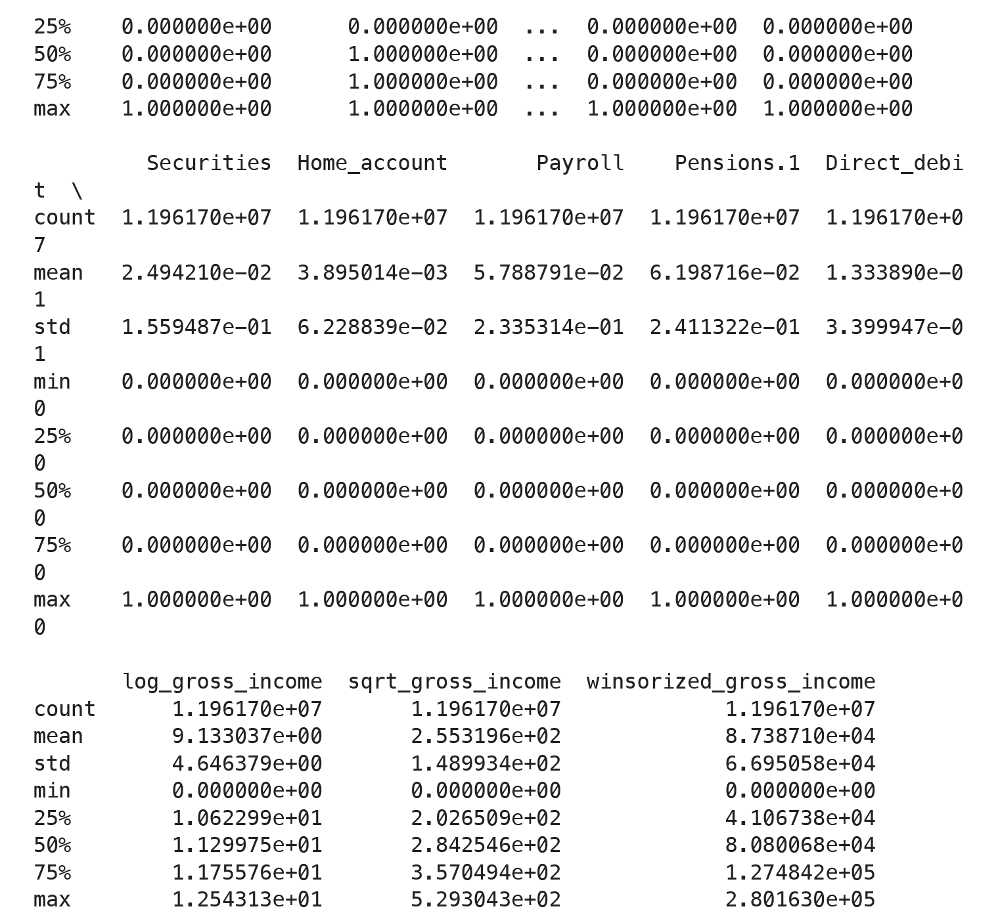 25%    0.000000e+00      0.000000e+00  ...  0.000000e+00  0.000000e+00
50%    0.000000e+00      1.000000e+00  ...  0.000000e+00  0.000000e+00
75%    0.000000e+00      1.000000e+00  ...  0.000000e+00  0.000000e+00
max    1.000000e+00      1.000000e+00  ...  1.000000e+00  1.000000e+00
         Securities  Home_account       Payroll    Pensions.1  Direct_debi
t  \
count  1.196170e+07  1.196170e+07  1.196170e+07  1.196170e+07  1.196170e+0
7
mean   2.494210e−02  3.895014e−03  5.788791e−02  6.198716e−02  1.333890e−0
1
std    1.559487e−01  6.228839e−02  2.335314e−01  2.411322e−01  3.399947e−0
1
min    0.000000e+00  0.000000e+00  0.000000e+00  0.000000e+00  0.000000e+0
0
25%    0.000000e+00  0.000000e+00  0.000000e+00  0.000000e+00  0.000000e+0
0
50%    0.000000e+00  0.000000e+00  0.000000e+00  0.000000e+00  0.000000e+0
0
75%    0.000000e+00  0.000000e+00  0.000000e+00  0.000000e+00  0.000000e+0
0
max    1.000000e+00  1.000000e+00  1.000000e+00  1.000000e+00  1.000000e+0
0
       log_gross_income  sqrt_gross_income  winsorized_gross_income
count      1.196170e+07       1.196170e+07             1.196170e+07
mean       9.133037e+00       2.553196e+02             8.738710e+04
std        4.646379e+00       1.489934e+02             6.695058e+04
min        0.000000e+00       0.000000e+00             0.000000e+00
25%        1.062299e+01       2.026509e+02             4.106738e+04
50%        1.129975e+01       2.842546e+02             8.080068e+04
75%        1.175576e+01       3.570494e+02             1.274842e+05
max        1.254313e+01       5.293043e+02             2.801630e+05